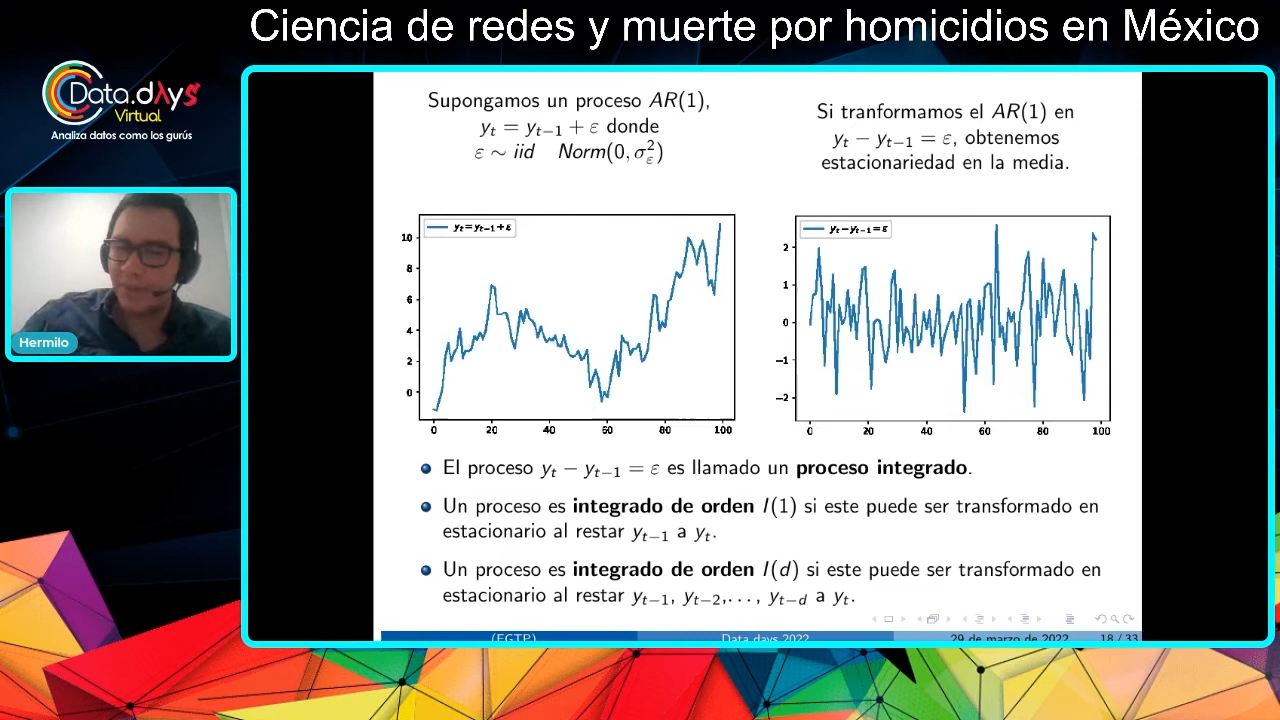 Ciencia de redes y muerte por homicidios en México
Data.dAys
Virtual
Analiza datos como los gurús
Hermilo
Supongamos un proceso AR(1),
y_t = y_{t−1} + ε donde
ε ∼ iid Norm(0, σ_ε^2)
Si tranformamos el AR(1) en
y_t − y_{t−1} = ε, obtenemos
estacionariedad en la media.
y_t = y_{t−1} + ε
10
8
6
4
2
0
0 20 40 60 80 100
y_t − y_{t−1} = ε
2
1
0
−1
−2
0 20 40 60 80 100
El proceso y_t − y_{t−1} = ε es llamado un proceso integrado.
Un proceso es integrado de orden I(1) si este puede ser transformado en
estacionario al restar y_{t−1} a y_t.
Un proceso es integrado de orden I(d) si este puede ser transformado en
estacionario al restar y_{t−1}, y_{t−2},..., y_{t−d} a y_t.
(EGTP) Data days 2022 29 de marzo de 2022 18 / 33